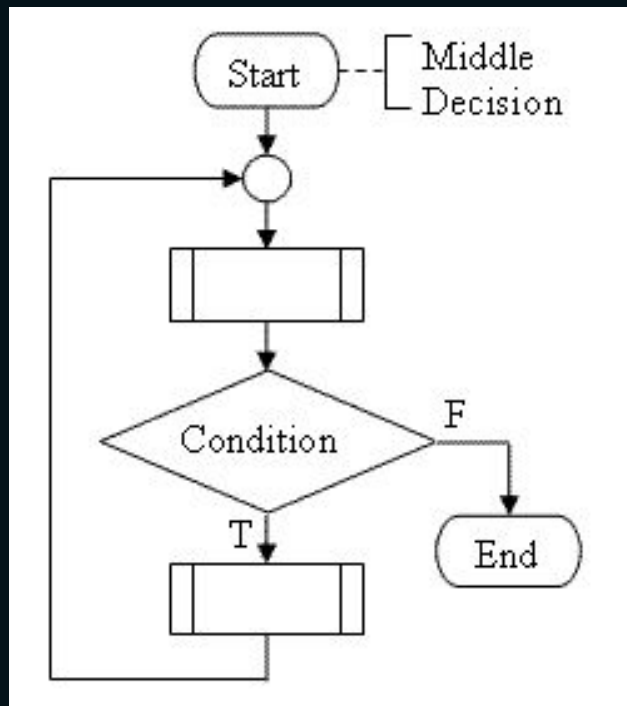 Start
Middle
Decision
Condition
F
T
End